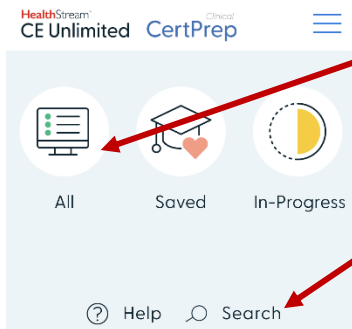 HealthStream Clinical
CE Unlimited CertPrep
All Saved In-Progress
Help Search